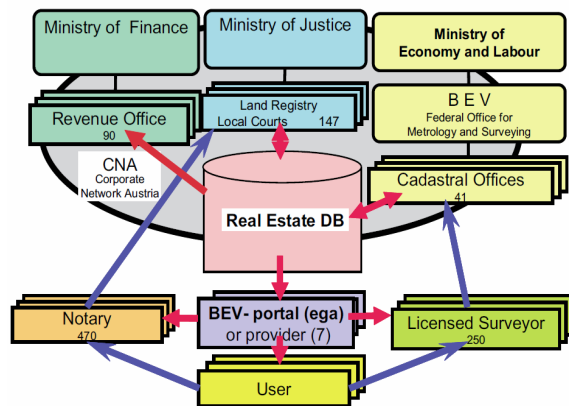 Ministry of Finance
Ministry of Justice
Ministry of
Economy and Labour
Revenue Office
90
Land Registry
Local Courts 147
B E V
Federal Office for
Metrology and Surveying
CNA
Corporate
Network Austria
Cadastral Offices
41
Real Estate DB
Notary
470
BEV- portal (ega)
or provider (7)
Licensed Surveyor
250
User